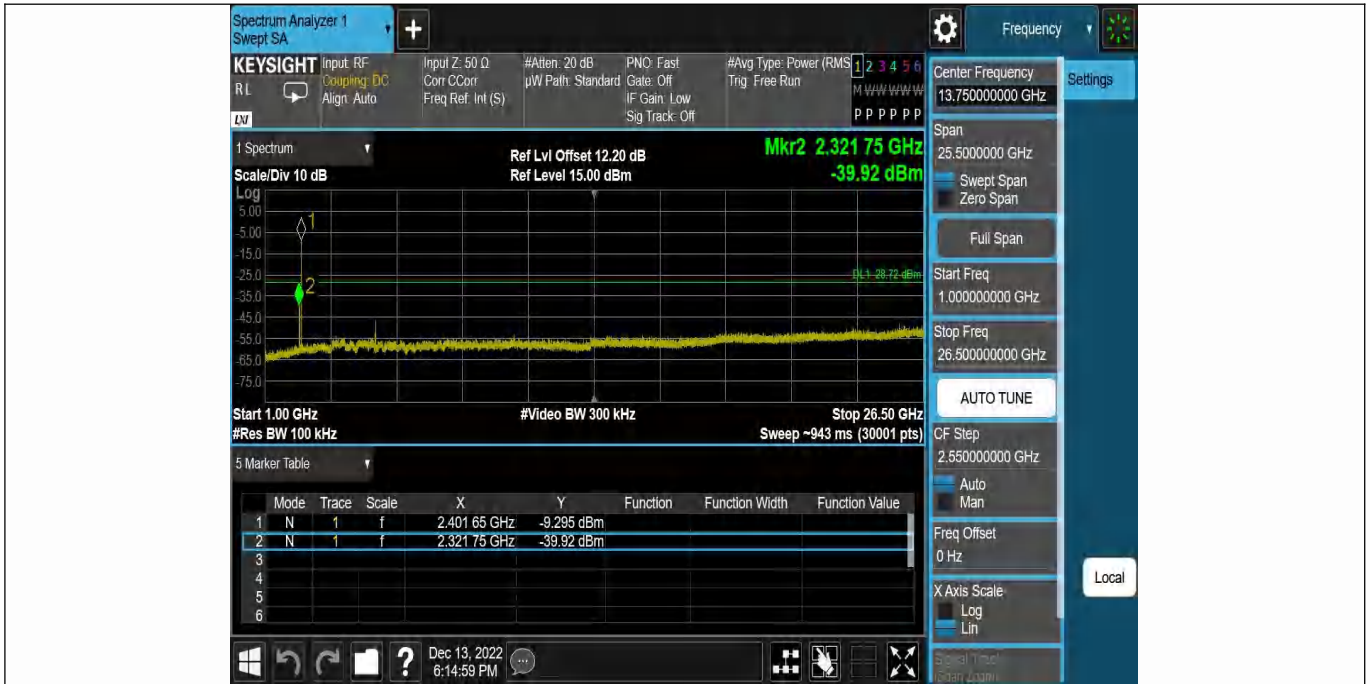 Spectrum Analyzer 1
Swept SA
Frequency
KEYSIGHT
RL
LXI
Input: RF
Coupling: DC
Align: Auto
Input Z: 50 Ω
Corr CCorr
Freq Ref: Int (S)
#Atten: 20 dB
µW Path: Standard
PNO: Fast
Gate: Off
IF Gain: Low
Sig Track: Off
#Avg Type: Power (RMS
Trig: Free Run
1 2 3 4 5 6
M W W W W W
P P P P P P
1 Spectrum
Scale/Div 10 dB
Ref Lvl Offset 12.20 dB
Ref Level 15.00 dBm
Mkr2 2.321 75 GHz
-39.92 dBm
Log
5.00
-5.00
-15.0
-25.0
-35.0
-45.0
-55.0
-65.0
-75.0
1
2
DL1 -28.72 dBm
Start 1.00 GHz
#Res BW 100 kHz
#Video BW 300 kHz
Stop 26.50 GHz
Sweep ~943 ms (30001 pts)
5 Marker Table
Mode Trace Scale X Y Function Function Width Function Value
1 N 1 f 2.401 65 GHz -9.295 dBm
2 N 1 f 2.321 75 GHz -39.92 dBm
3
4
5
6
Dec 13, 2022
6:14:59 PM
Center Frequency
13.750000000 GHz
Settings
Span
25.5000000 GHz
Swept Span
Zero Span
Full Span
Start Freq
1.000000000 GHz
Stop Freq
26.500000000 GHz
AUTO TUNE
CF Step
2.550000000 GHz
Auto
Man
Freq Offset
0 Hz
X Axis Scale
Log
Lin
Local
Signal Track
(Span Zoom)